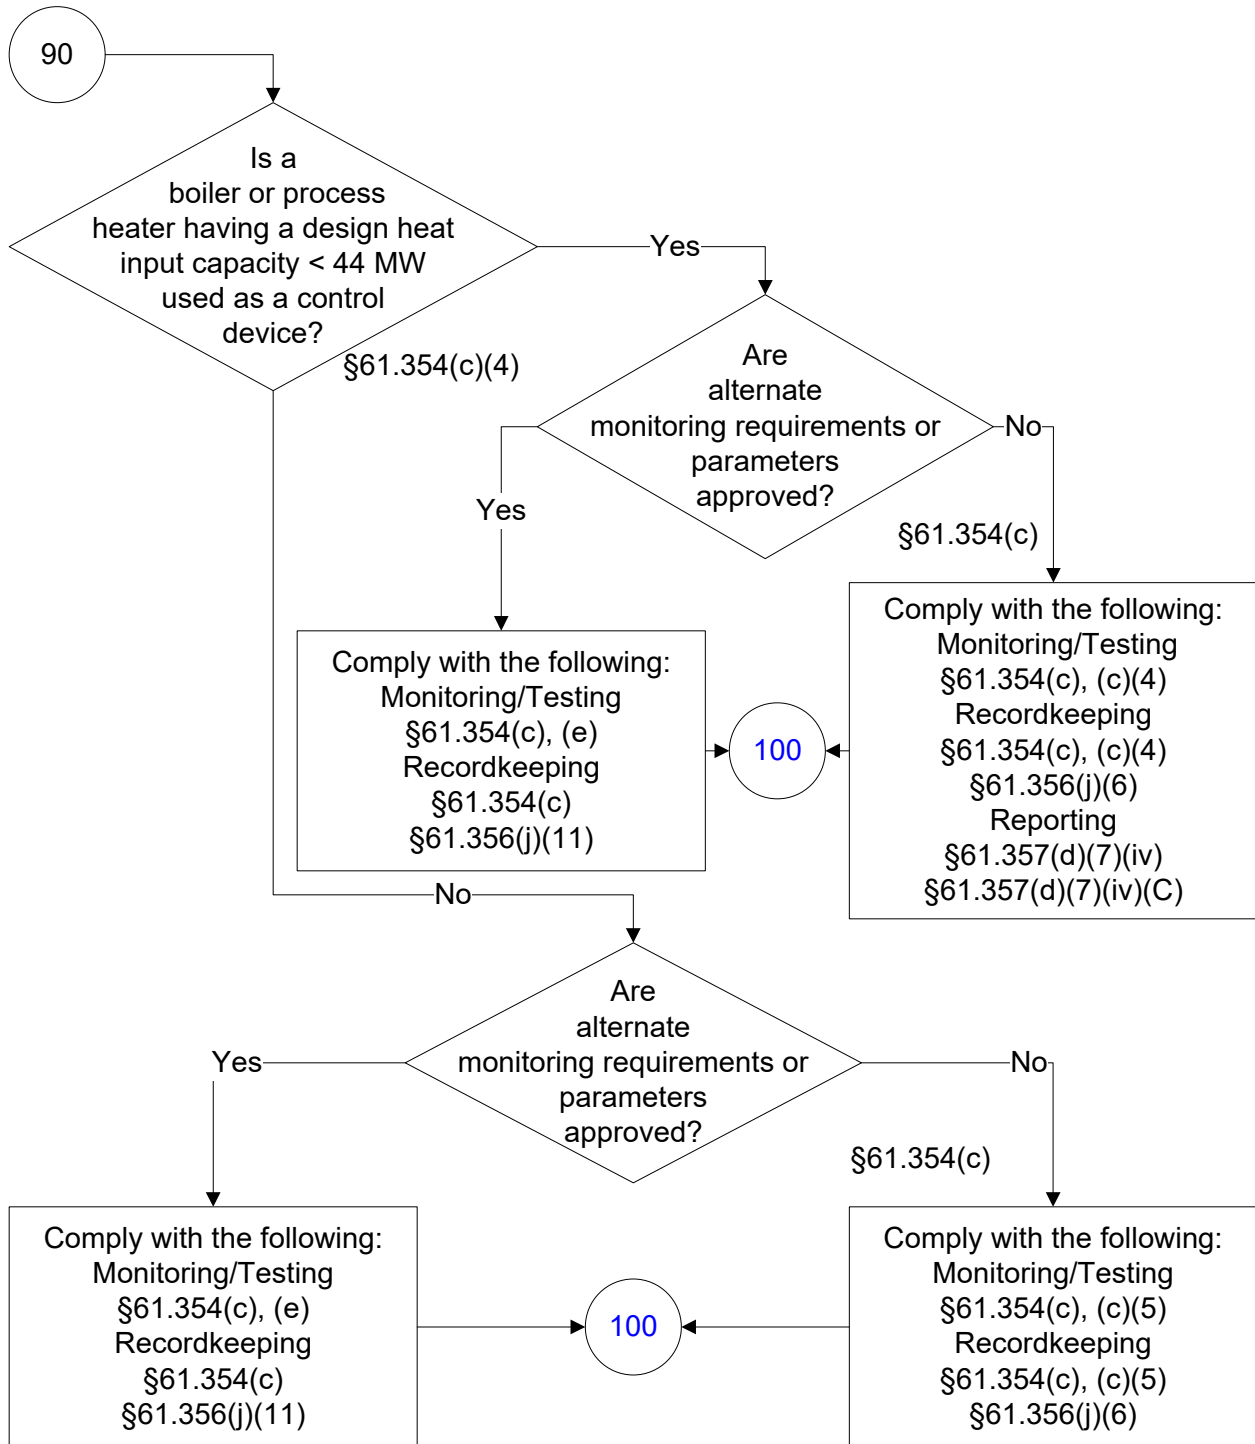 90
Is a
boiler or process
heater having a design heat
input capacity < 44 MW
used as a control
device?
§61.354(c)(4)
Yes
Are
alternate
monitoring requirements or
parameters
approved?
No
§61.354(c)
Yes
Comply with the following:
Monitoring/Testing
§61.354(c), (e)
Recordkeeping
§61.354(c)
§61.356(j)(11)
100
Comply with the following:
Monitoring/Testing
§61.354(c), (c)(4)
Recordkeeping
§61.354(c), (c)(4)
§61.356(j)(6)
Reporting
§61.357(d)(7)(iv)
§61.357(d)(7)(iv)(C)
No
Are
alternate
monitoring requirements or
parameters
approved?
Yes
No
§61.354(c)
Comply with the following:
Monitoring/Testing
§61.354(c), (e)
Recordkeeping
§61.354(c)
§61.356(j)(11)
100
Comply with the following:
Monitoring/Testing
§61.354(c), (c)(5)
Recordkeeping
§61.354(c), (c)(5)
§61.356(j)(6)